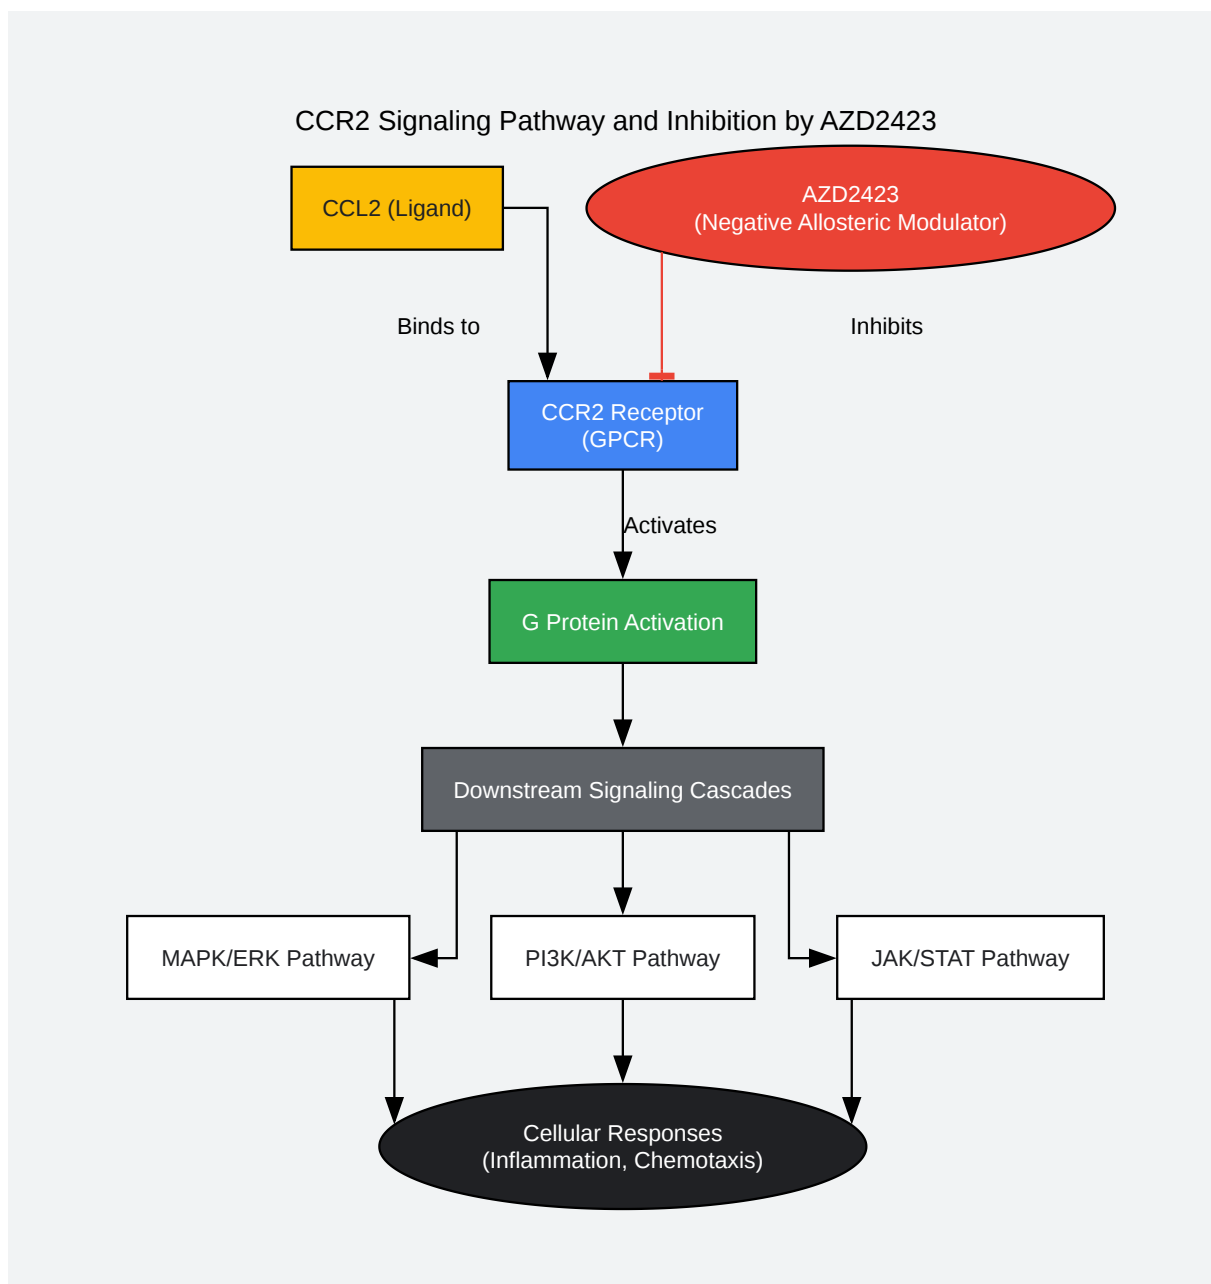 CCR2 Signaling Pathway and Inhibition by AZD2423
CCL2 (Ligand)
AZD2423
(Negative Allosteric Modulator)
Binds to
Inhibits
CCR2 Receptor
(GPCR)
Activates
G Protein Activation
Downstream Signaling Cascades
MAPK/ERK Pathway
PI3K/AKT Pathway
JAK/STAT Pathway
Cellular Responses
(Inflammation, Chemotaxis)